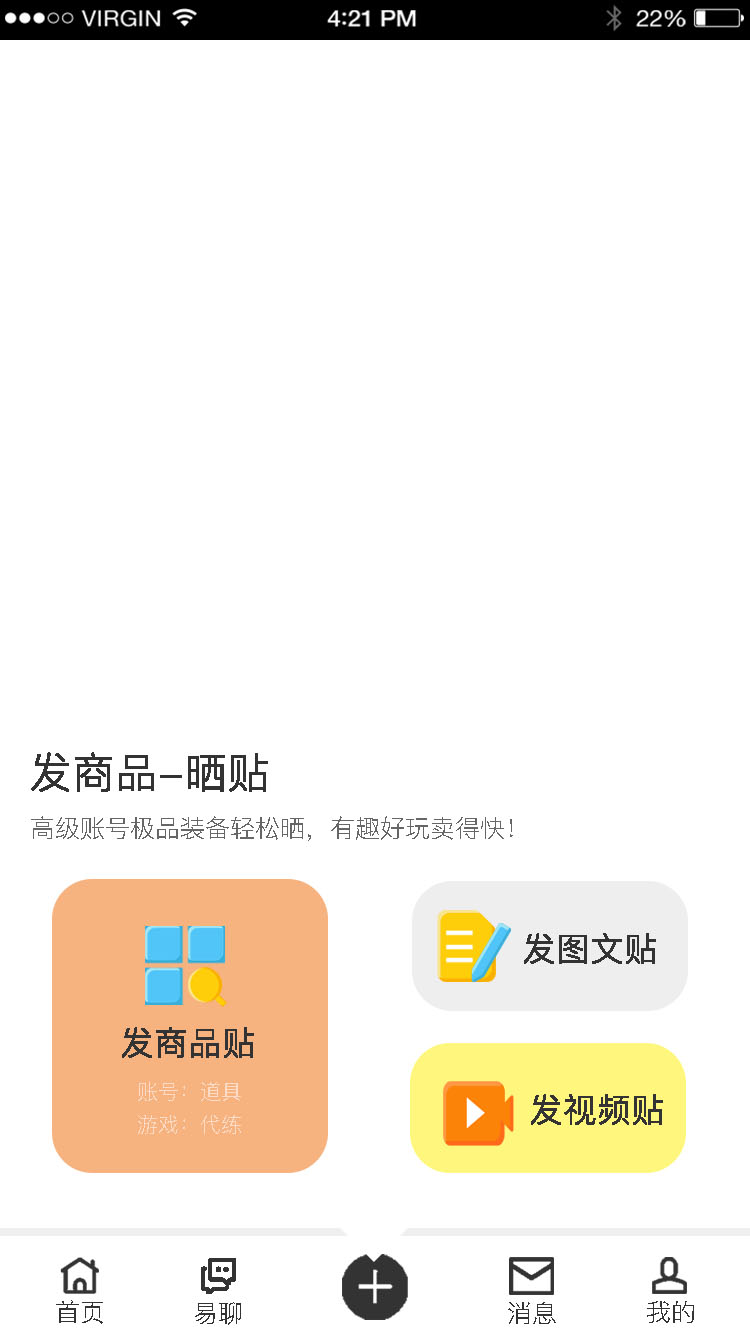 VIRGIN 4:21 PM 22%
发商品-晒贴
高级账号极品装备轻松晒，有趣好玩卖得快！
发商品贴
账号：道具
游戏：代练
发图文贴
发视频贴
首页 易聊 消息 我的